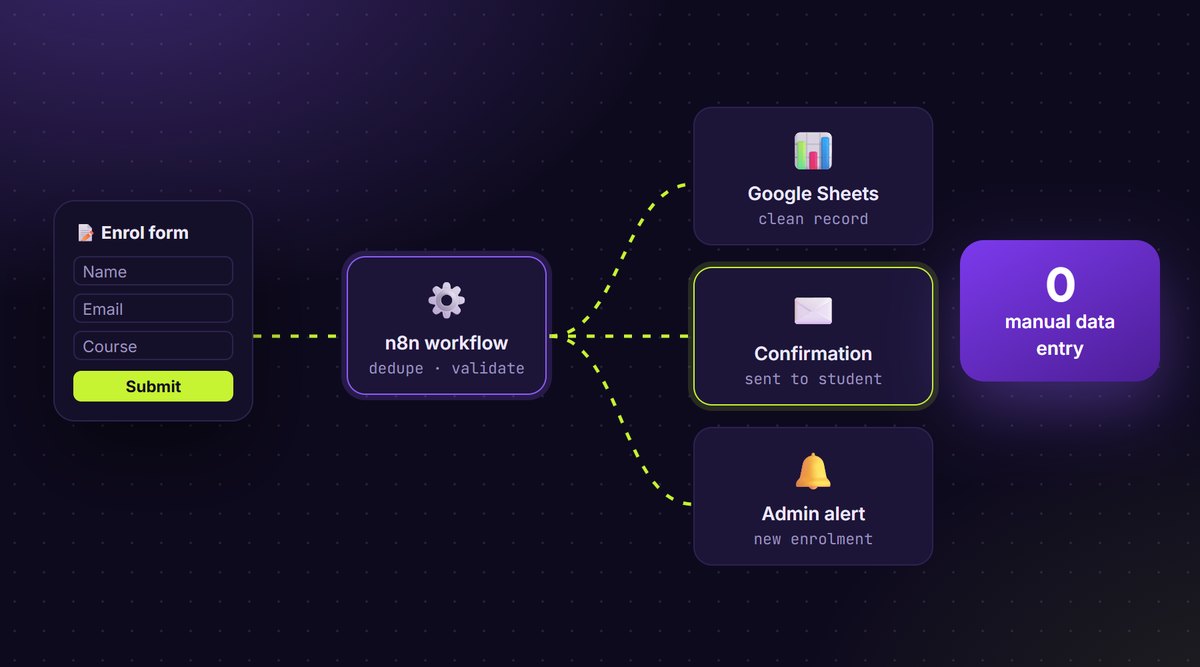 Enrol form
Name
Email
Course
Submit
n8n workflow
dedupe · validate
Google Sheets
clean record
Confirmation
sent to student
Admin alert
new enrolment
0
manual data
entry